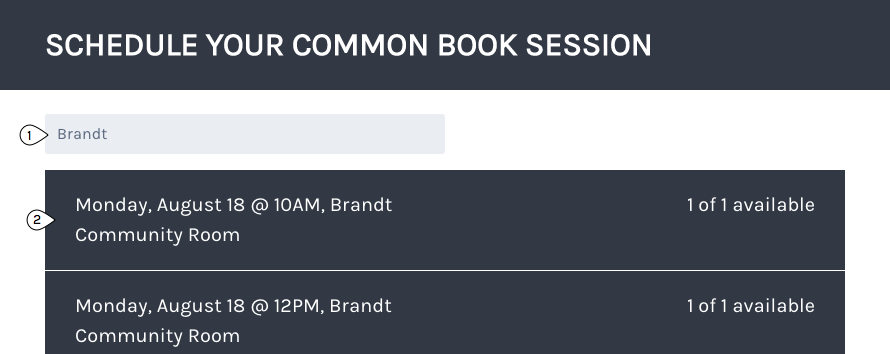 SCHEDULE YOUR COMMON BOOK SESSION
1
Brandt
2
Monday, August 18 @ 10AM, Brandt
Community Room
1 of 1 available
Monday, August 18 @ 12PM, Brandt
Community Room
1 of 1 available